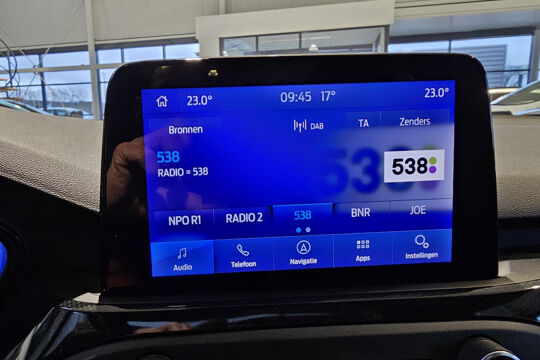 23.0° 09:45 17° 23.0°
Bronnen DAB TA Zenders
538
RADIO = 538
538
538
NPO R1 RADIO 2 538 BNR JOE
Audio Telefoon Navigatie Apps Instellingen